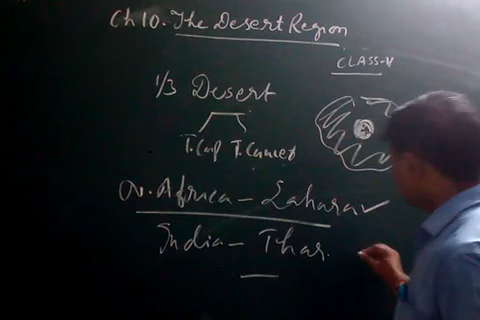 Ch 10. The Desert Region
CLASS-V
1/3 Desert
T.Cap T.Cancer
N. Africa - Sahara
India - Thar.